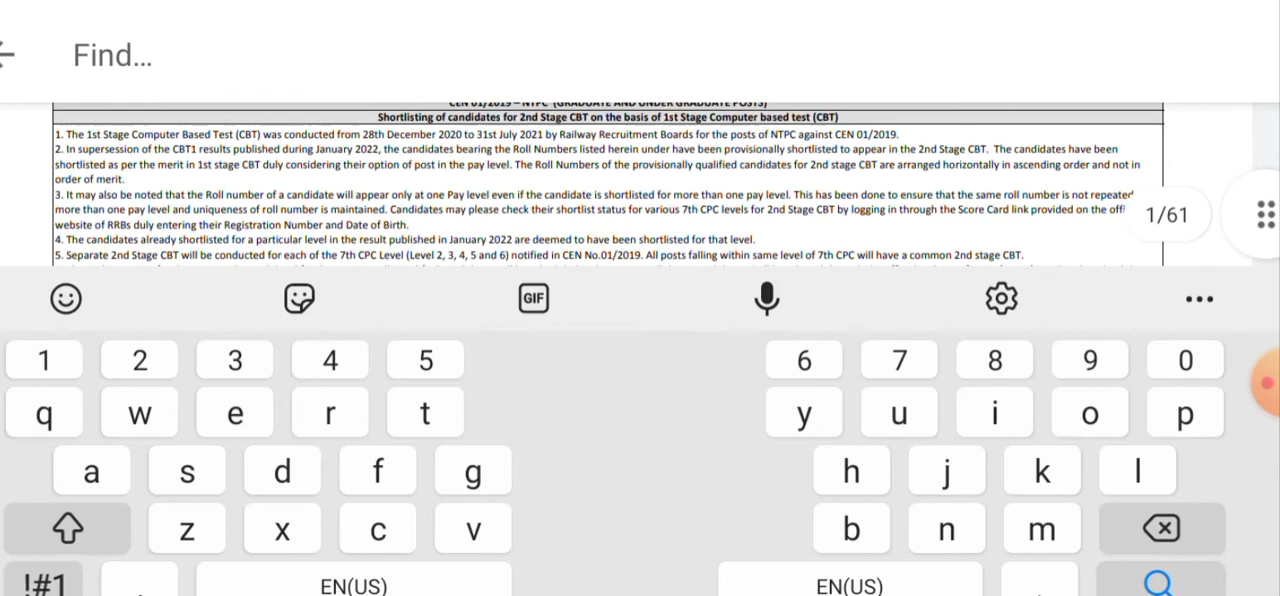 Find...
CEN 01/2019 – NTPC (GRADUATE AND UNDER GRADUATE POSTS)
Shortlisting of candidates for 2nd Stage CBT on the basis of 1st Stage Computer based test (CBT)
1. The 1st Stage Computer Based Test (CBT) was conducted from 28th December 2020 to 31st July 2021 by Railway Recruitment Boards for the posts of NTPC against CEN 01/2019.
2. In supersession of the CBT1 results published during January 2022, the candidates bearing the Roll Numbers listed herein under have been provisionally shortlisted to appear in the 2nd Stage CBT. The candidates have been
shortlisted as per the merit in 1st stage CBT duly considering their option of post in the pay level. The Roll Numbers of the provisionally qualified candidates for 2nd stage CBT are arranged horizontally in ascending order and not in
order of merit.
3. It may also be noted that the Roll number of a candidate will appear only at one Pay level even if the candidate is shortlisted for more than one pay level. This has been done to ensure that the same roll number is not repeated
more than one pay level and uniqueness of roll number is maintained. Candidates may please check their shortlist status for various 7th CPC levels for 2nd Stage CBT by logging in through the Score Card link provided on the offi
website of RRBs duly entering their Registration Number and Date of Birth.
4. The candidates already shortlisted for a particular level in the result published in January 2022 are deemed to have been shortlisted for that level.
5. Separate 2nd Stage CBT will be conducted for each of the 7th CPC Level (Level 2, 3, 4, 5 and 6) notified in CEN No.01/2019. All posts falling within same level of 7th CPC will have a common 2nd stage CBT.
1/61
GIF
1 2 3 4 5 6 7 8 9 0
q w e r t y u i o p
a s d f g h j k l
z x c v b n m
!#1 , EN(US) EN(US) .